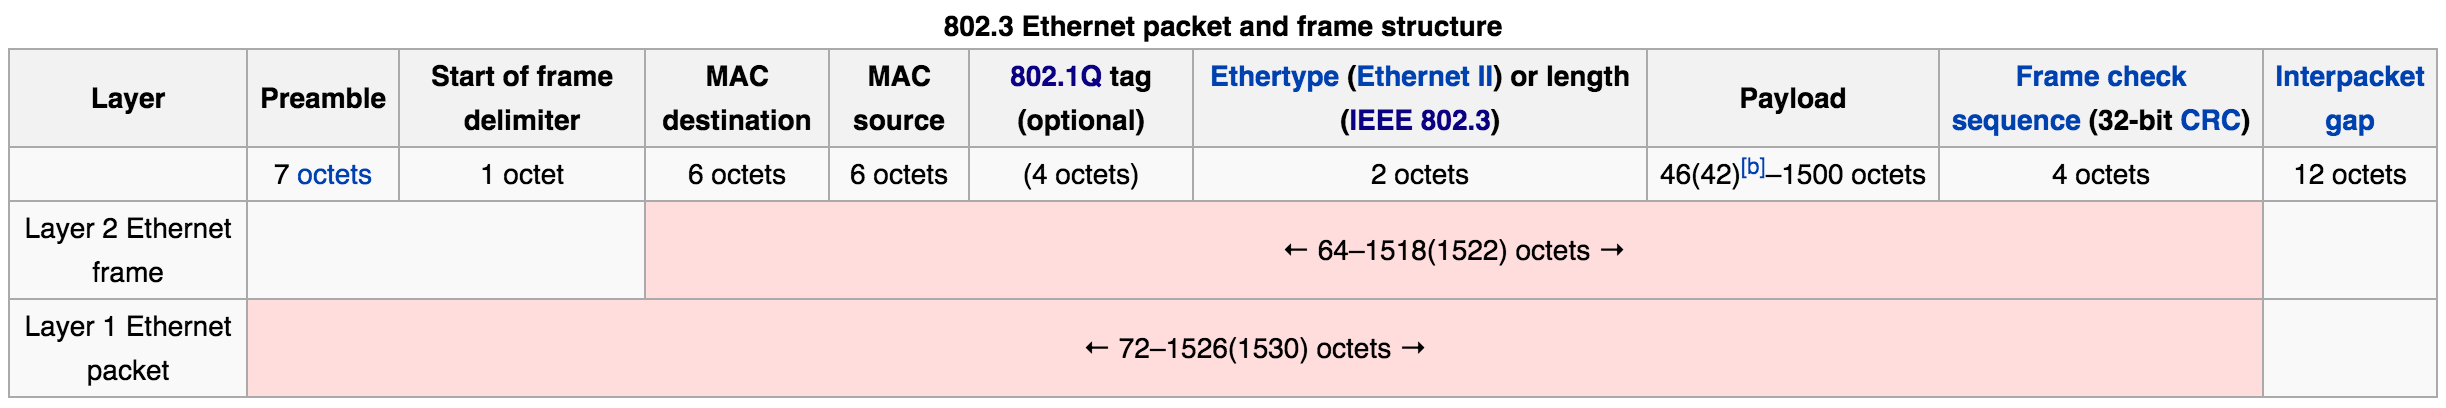 802.3 Ethernet packet and frame structure
Layer
Preamble
Start of frame
delimiter
MAC
destination
MAC
source
802.1Q tag
(optional)
Ethertype (Ethernet II) or length
(IEEE 802.3)
Payload
Frame check
sequence (32-bit CRC)
Interpacket
gap
7 octets
1 octet
6 octets
6 octets
(4 octets)
2 octets
46(42)[b]–1500 octets
4 octets
12 octets
Layer 2 Ethernet
frame
← 64–1518(1522) octets →
Layer 1 Ethernet
packet
← 72–1526(1530) octets →